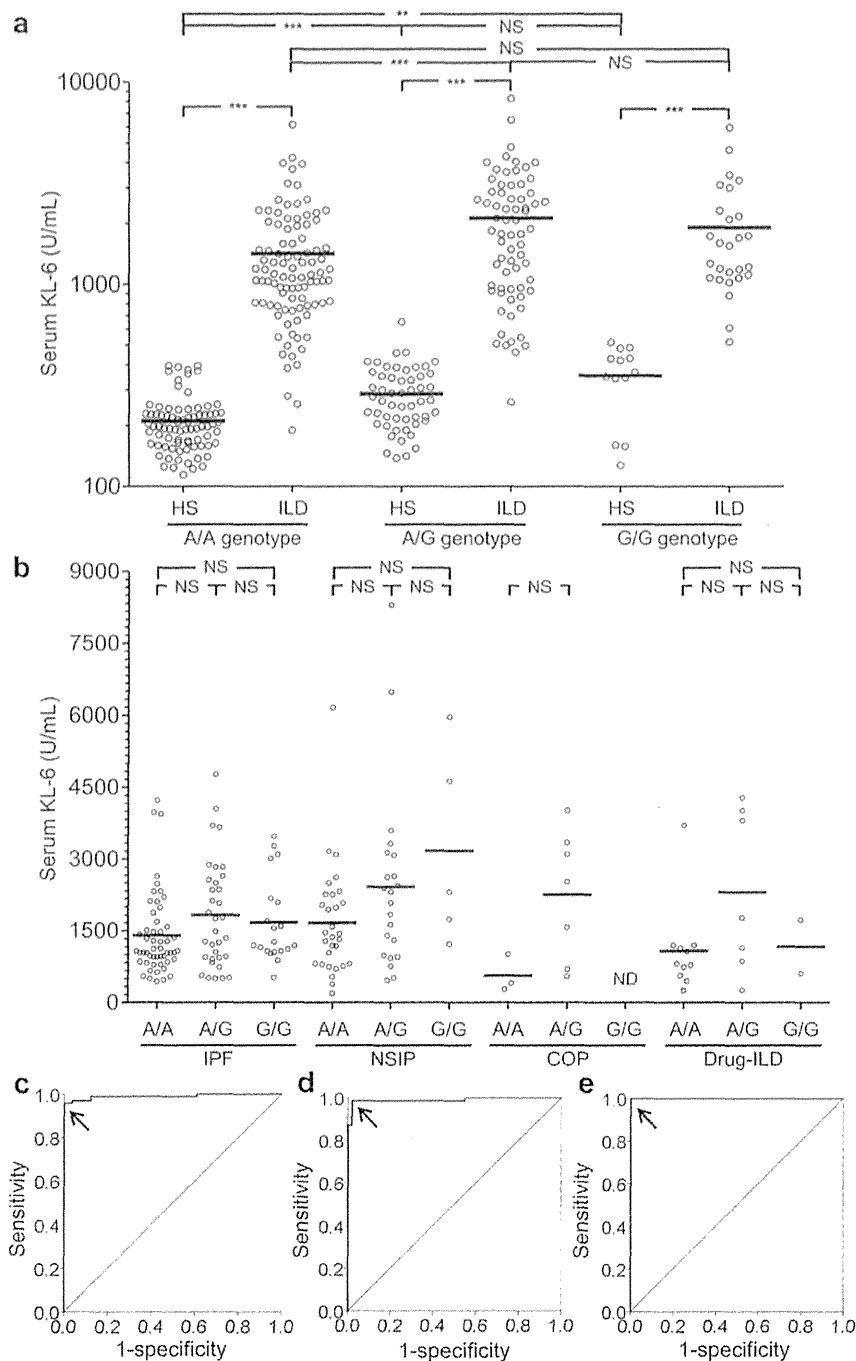 a
**
*** NS
NS
*** NS
*** *** ***
10000
1000
100
Serum KL-6 (U/mL)
HS ILD HS ILD HS ILD
A/A genotype A/G genotype G/G genotype
b
NS NS NS
NS NS NS NS NS NS NS
9000
7500
6000
4500
3000
1500
0
Serum KL-6 (U/mL)
ND
A/A A/G G/G A/A A/G G/G A/A A/G G/G A/A A/G G/G
IPF NSIP COP Drug-ILD
c
1.0
0.8
0.6
0.4
0.2
0.0
Sensitivity
0.0 0.2 0.4 0.6 0.8 1.0
1-specificity
d
1.0
0.8
0.6
0.4
0.2
0.0
Sensitivity
0.0 0.2 0.4 0.6 0.8 1.0
1-specificity
e
1.0
0.8
0.6
0.4
0.2
0.0
Sensitivity
0.0 0.2 0.4 0.6 0.8 1.0
1-specificity